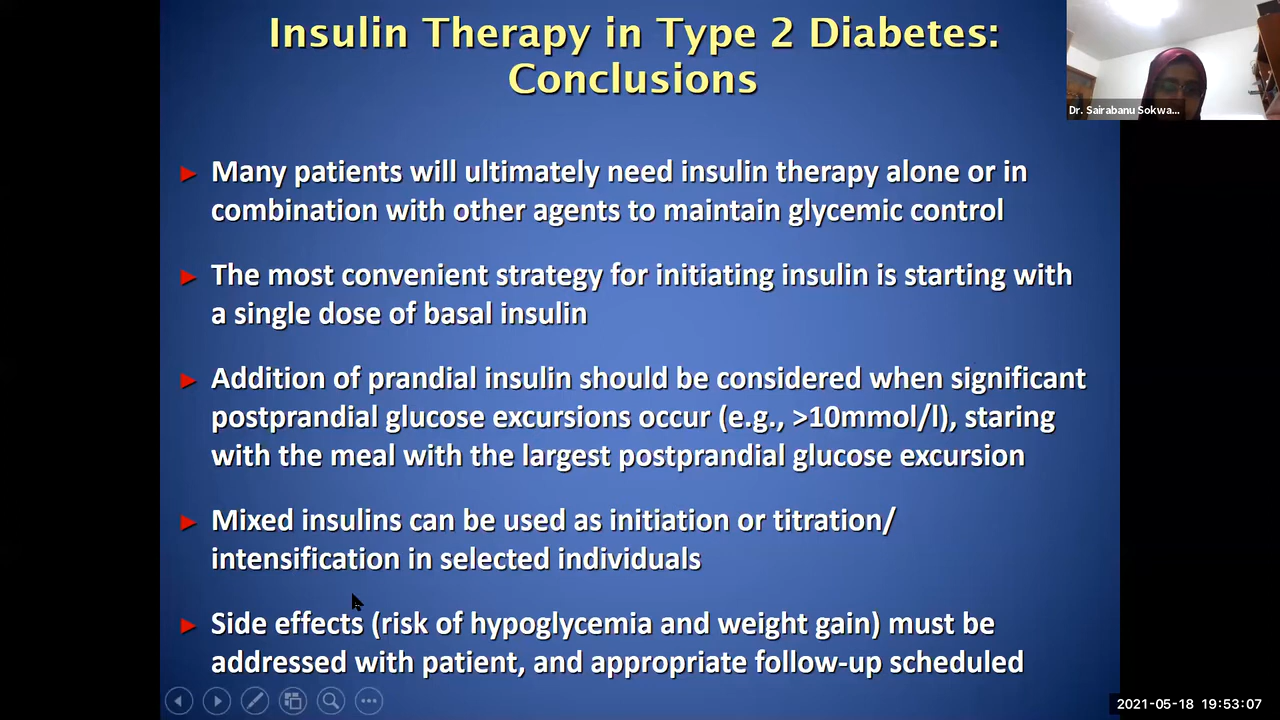 Insulin Therapy in Type 2 Diabetes:
Conclusions
Dr. Sairabanu Sokwa...
► Many patients will ultimately need insulin therapy alone or in
combination with other agents to maintain glycemic control
► The most convenient strategy for initiating insulin is starting with
a single dose of basal insulin
► Addition of prandial insulin should be considered when significant
postprandial glucose excursions occur (e.g., >10mmol/l), staring
with the meal with the largest postprandial glucose excursion
► Mixed insulins can be used as initiation or titration/
intensification in selected individuals
► Side effects (risk of hypoglycemia and weight gain) must be
addressed with patient, and appropriate follow-up scheduled
2021-05-18 19:53:07